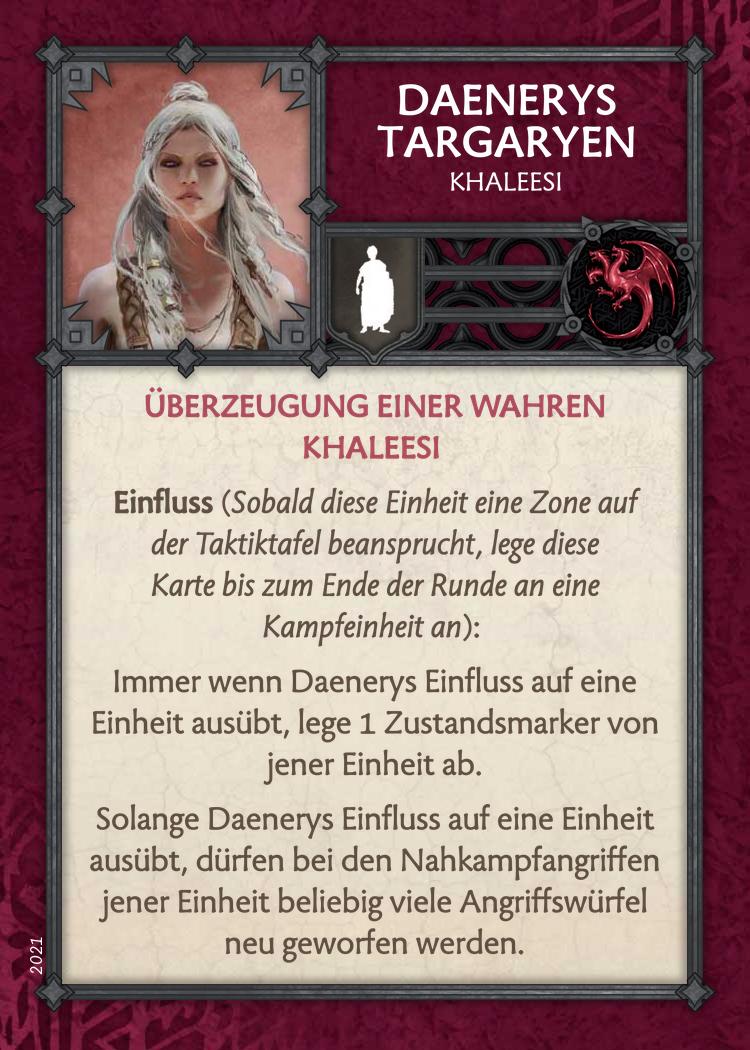 DAENERYS
TARGARYEN
KHALEESI
ÜBERZEUGUNG EINER WAHREN
KHALEESI
Einfluss (Sobald diese Einheit eine Zone auf
der Taktiktafel beansprucht, lege diese
Karte bis zum Ende der Runde an eine
Kampfeinheit an):
Immer wenn Daenerys Einfluss auf eine
Einheit ausübt, lege 1 Zustandsmarker von
jener Einheit ab.
Solange Daenerys Einfluss auf eine Einheit
ausübt, dürfen bei den Nahkampfangriffen
jener Einheit beliebig viele Angriffswürfel
neu geworfen werden.
2021